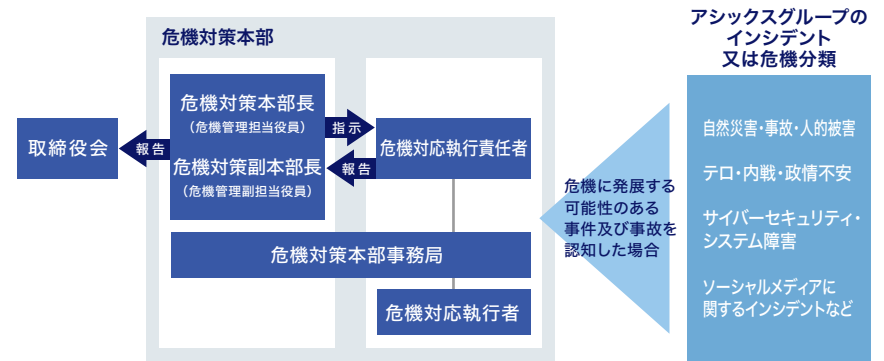 危機対策本部
危機対策本部長
（危機管理担当役員）
危機対策副本部長
（危機管理副担当役員）
取締役会
報告
指示
報告
危機対応執行責任者
危機対策本部事務局
危機対応執行者
危機に発展する
可能性のある
事件及び事故を
認知した場合
アシックスグループの
インシデント
又は危機分類
自然災害・事故・人的被害
テロ・内戦・政情不安
サイバーセキュリティ・
システム障害
ソーシャルメディアに
関するインシデントなど